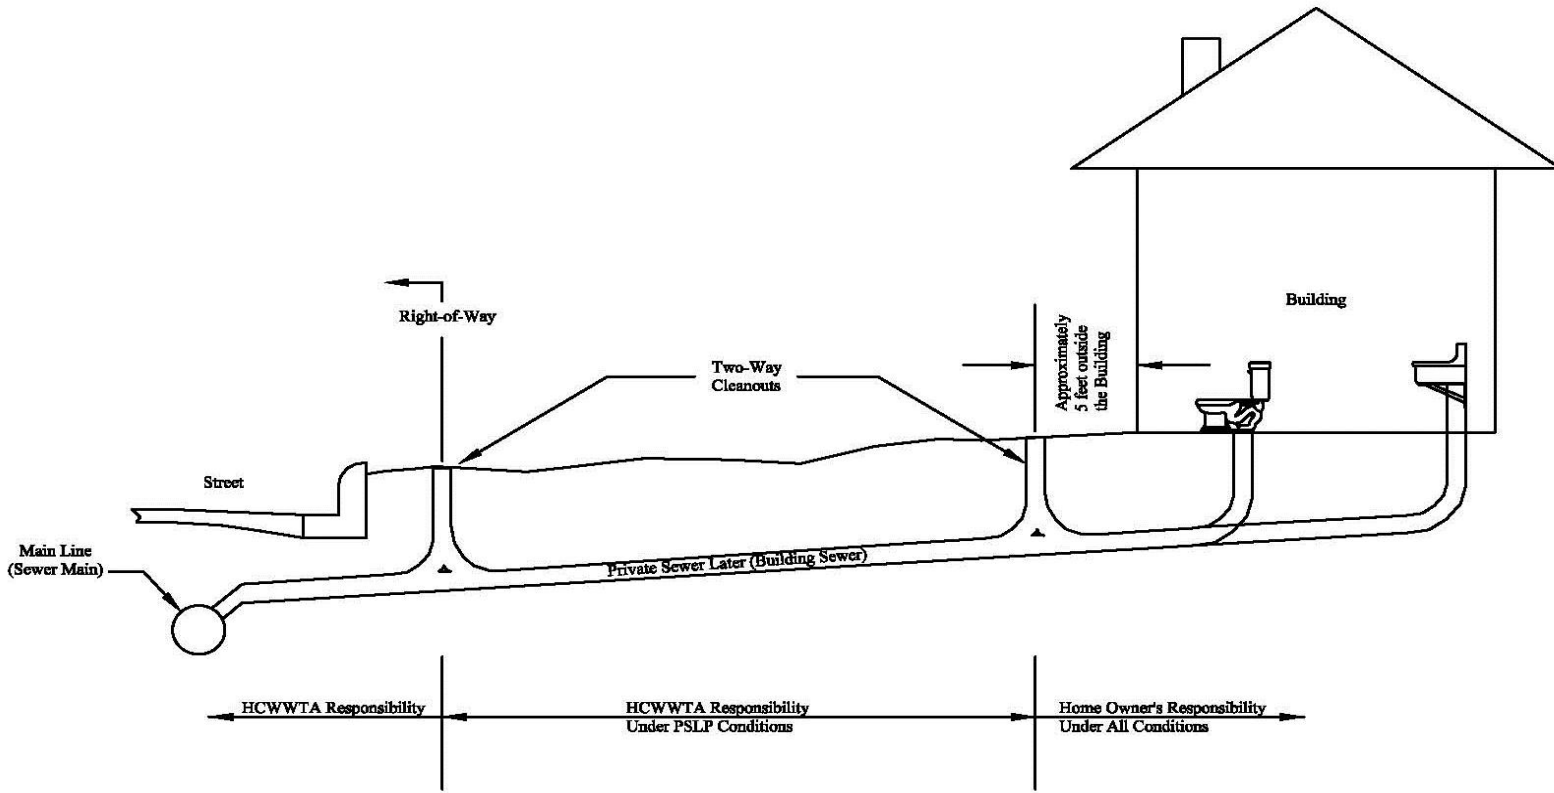 Right-of-Way
Two-Way
Cleanouts
Approximately
5 feet outside
the Building
Building
Street
Main Line
(Sewer Main)
Private Sewer Later (Building Sewer)
HCWWTA Responsibility
HCWWTA Responsibility
Under PSLP Conditions
Home Owner's Responsibility
Under All Conditions